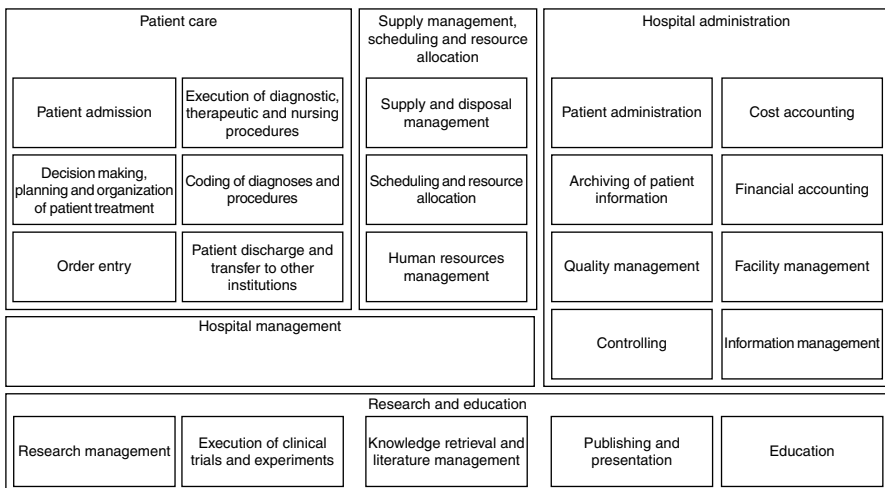 Patient care
Patient admission
Execution of diagnostic,
therapeutic and nursing
procedures
Decision making,
planning and organization
of patient treatment
Coding of diagnoses and
procedures
Order entry
Patient discharge and
transfer to other
institutions
Supply management,
scheduling and resource
allocation
Supply and disposal
management
Scheduling and resource
allocation
Human resources
management
Hospital administration
Patient administration
Cost accounting
Archiving of patient
information
Financial accounting
Quality management
Facility management
Controlling
Information management
Hospital management
Research and education
Research management
Execution of clinical
trials and experiments
Knowledge retrieval and
literature management
Publishing and
presentation
Education